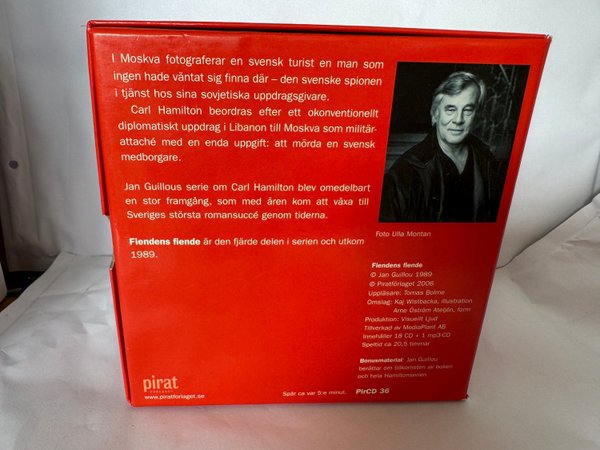 I Moskva fotograferar en svensk turist en man som
ingen hade väntat sig finna där – den svenske spionen
i tjänst hos sina sovjetiska uppdragsgivare.
Carl Hamilton beordras efter ett okonventionellt
diplomatiskt uppdrag i Libanon till Moskva som militär-
attaché med en enda uppgift: att mörda en svensk
medborgare.
Jan Guillous serie om Carl Hamilton blev omedelbart
en stor framgång, som med åren kom att växa till
Sveriges största romansuccé genom tiderna.
Fiendens fiende är den fjärde delen i serien och utkom
1989.
Foto Ulla Montan
Fiendens fiende
© Jan Guillou 1989
© Piratförlaget 2006
Uppläsare: Tomas Bolme
Omslag: Kaj Wistbacka, illustration
Arne Öström Ateljén, form
Produktion: Visuellt Ljud
Tillverkad av MediaPlant AB
Innehåller 18 CD + 1 mp3-CD
Speltid ca 20,5 timmar
Bonusmaterial: Jan Guillou
berättar om tillkomsten av boken
och hela Hamiltonserien.
pirat
FÖRLAGET
www.piratforlaget.se
Spår ca var 5:e minut.
PirCD 36